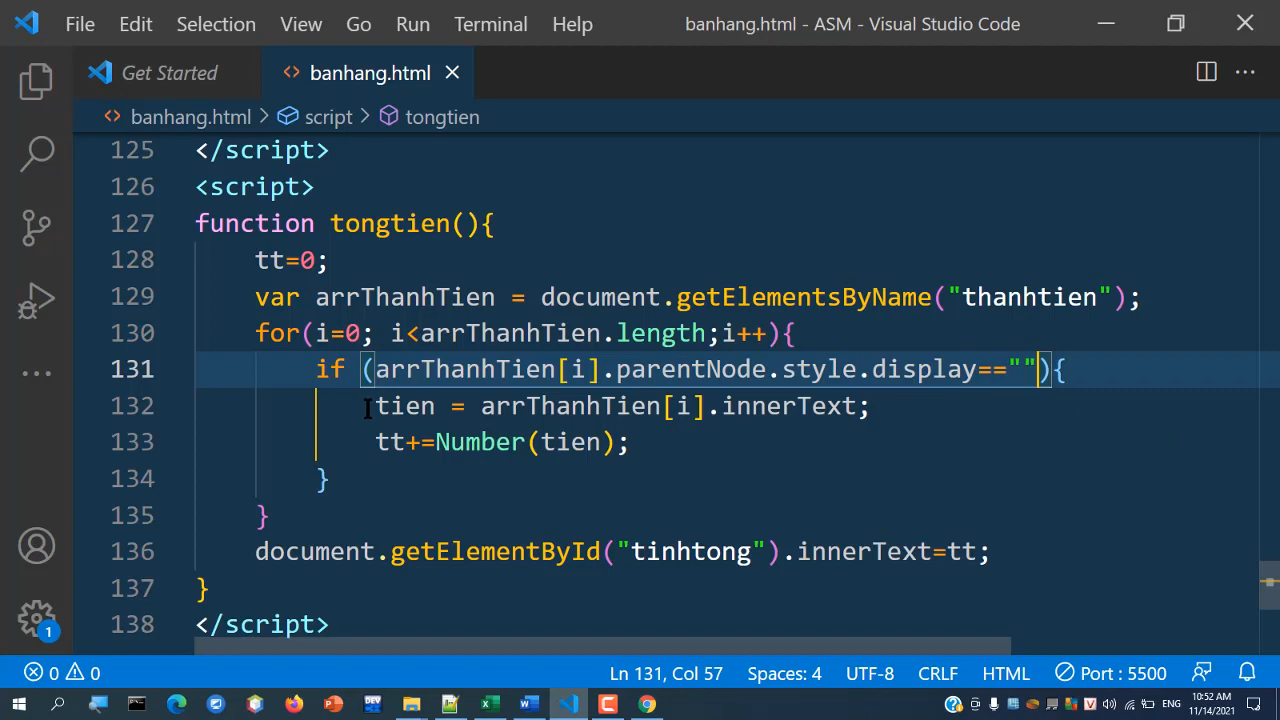 File Edit Selection View Go Run Terminal Help banhang.html - ASM - Visual Studio Code
Get Started banhang.html
banhang.html > script > tongtien
125 </script>
126 <script>
127 function tongtien(){
128 tt=0;
129 var arrThanhTien = document.getElementsByName("thanhtien");
130 for(i=0; i<arrThanhTien.length;i++){
131 if (arrThanhTien[i].parentNode.style.display==""){
132 tien = arrThanhTien[i].innerText;
133 tt+=Number(tien);
134 }
135 }
136 document.getElementById("tinhtong").innerText=tt;
137 }
138 </script>
1
0 0 Ln 131, Col 57 Spaces: 4 UTF-8 CRLF HTML Port : 5500
10:52 AM
11/14/2021